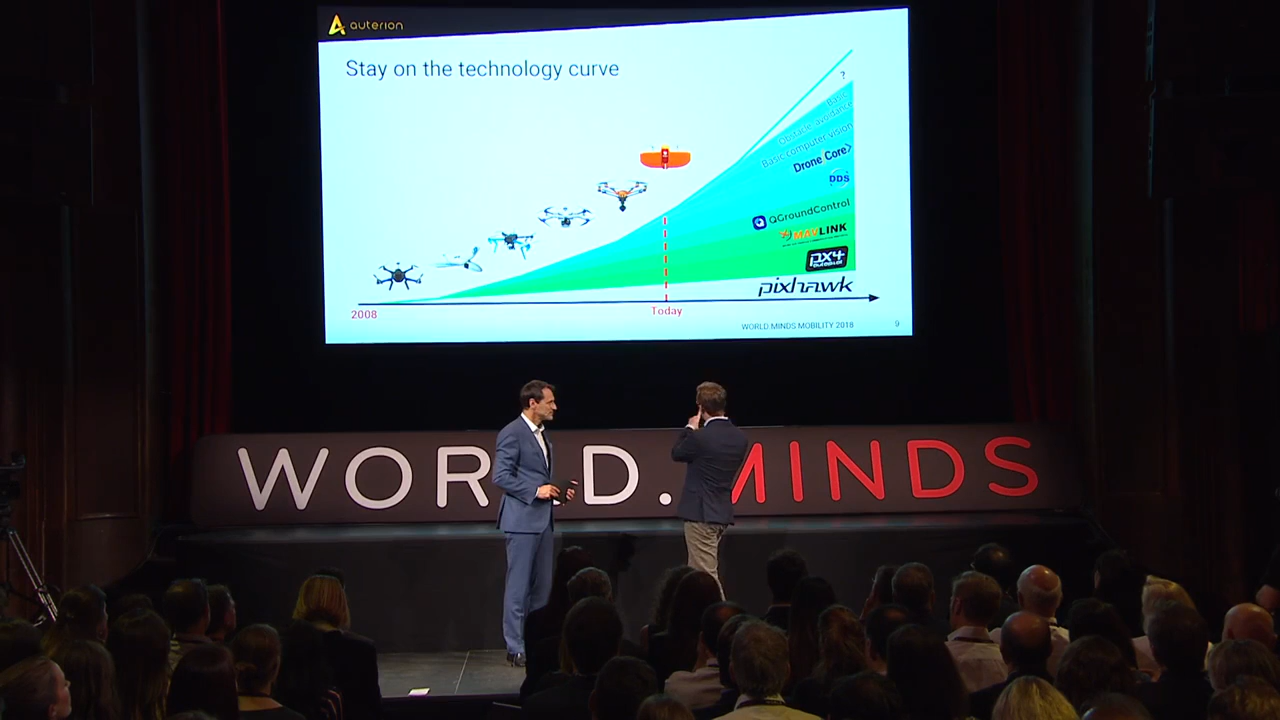 auterion
Stay on the technology curve
?
Basic
Obstacle avoidance
Basic computer vision
Drone Core
DDS
QGroundControl
MAVLINK
px4
autopilot
pixhawk
2008
Today
WORLD.MINDS MOBILITY 2018
9
WORLD.MINDS